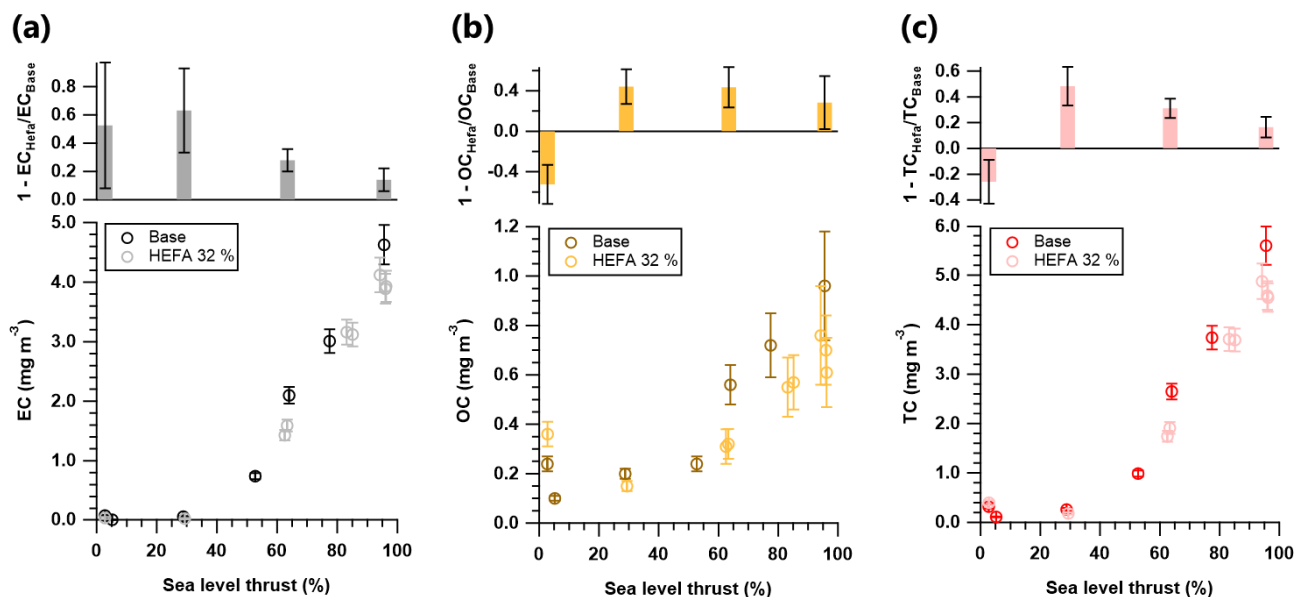 (a)
1 - EC_Hefa/EC_Base
0.8
0.6
0.4
0.2
0.0
Base
HEFA 32 %
EC (mg m⁻³)
5.0
4.0
3.0
2.0
1.0
0.0
0 20 40 60 80 100
Sea level thrust (%)
(b)
1 - OC_Hefa/OC_Base
0.4
0.0
-0.4
Base
HEFA 32 %
OC (mg m⁻³)
1.2
1.0
0.8
0.6
0.4
0.2
0.0
0 20 40 60 80 100
Sea level thrust (%)
(c)
1 - TC_Hefa/TC_Base
0.6
0.4
0.2
0.0
-0.2
-0.4
Base
HEFA 32 %
TC (mg m⁻³)
6.0
5.0
4.0
3.0
2.0
1.0
0.0
0 20 40 60 80 100
Sea level thrust (%)